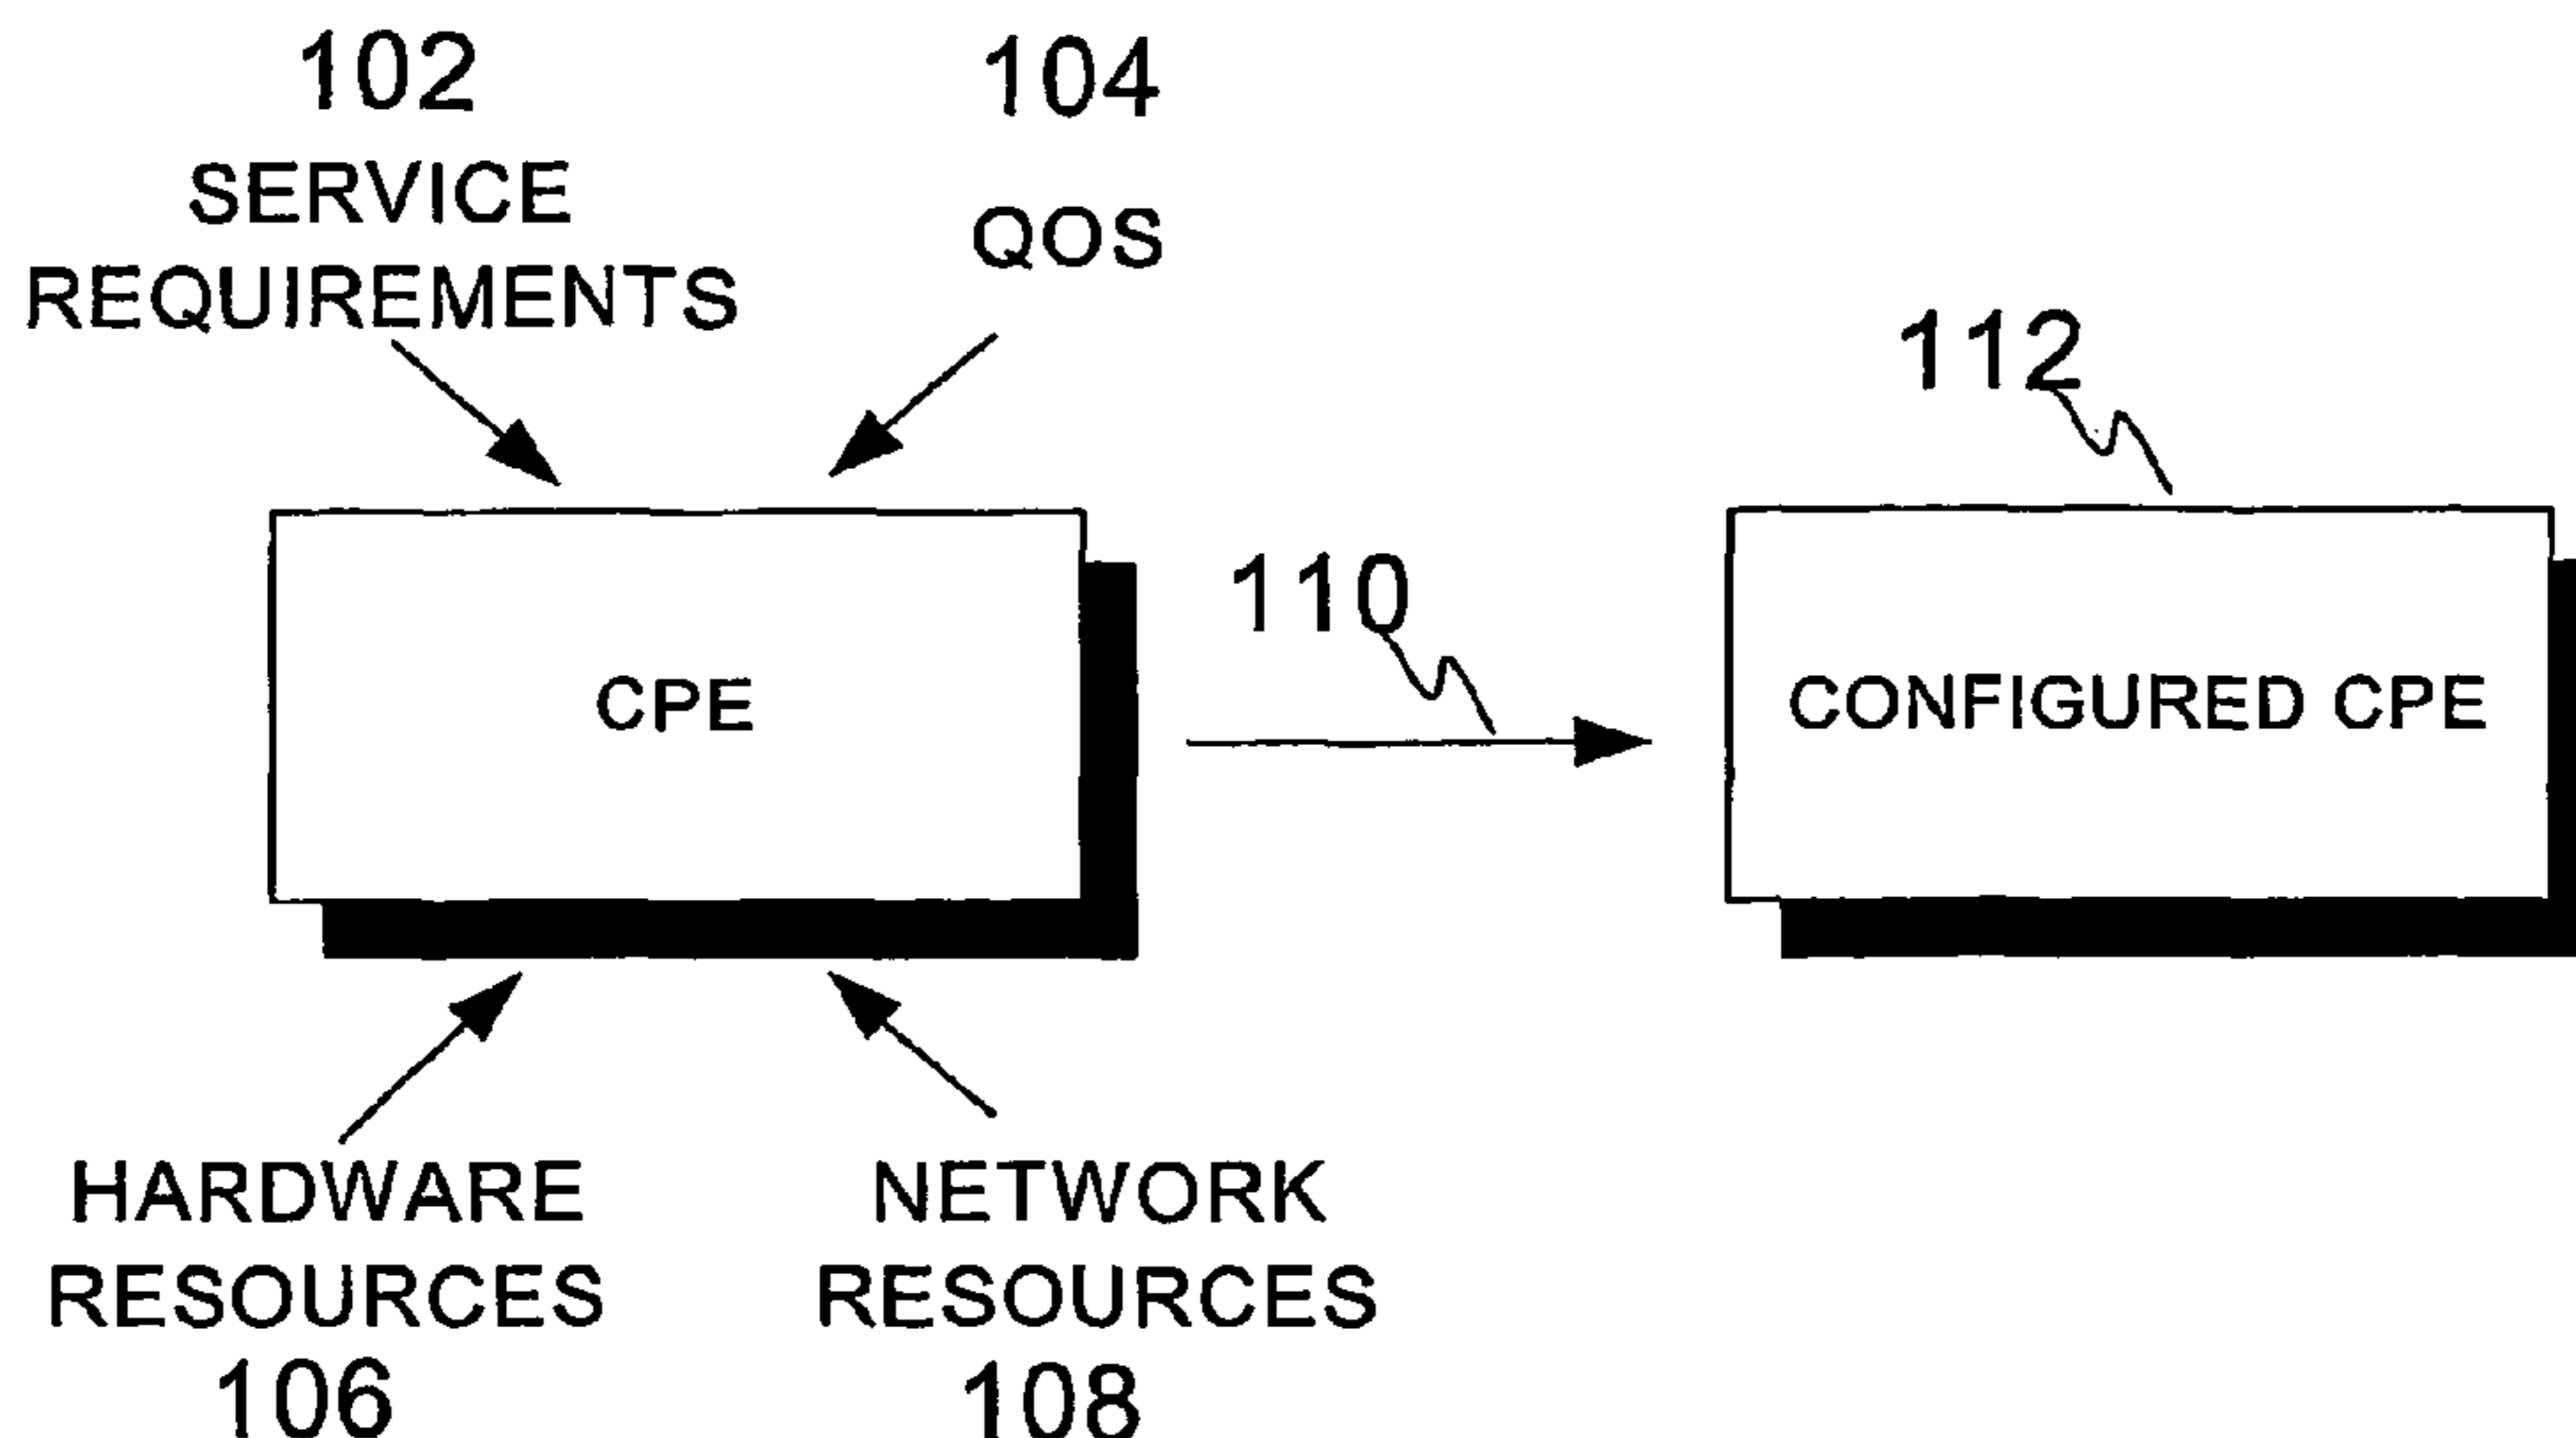 102
SERVICE
REQUIREMENTS
104
QOS
112
110
CPE
CONFIGURED CPE
HARDWARE
RESOURCES
106
NETWORK
RESOURCES
108